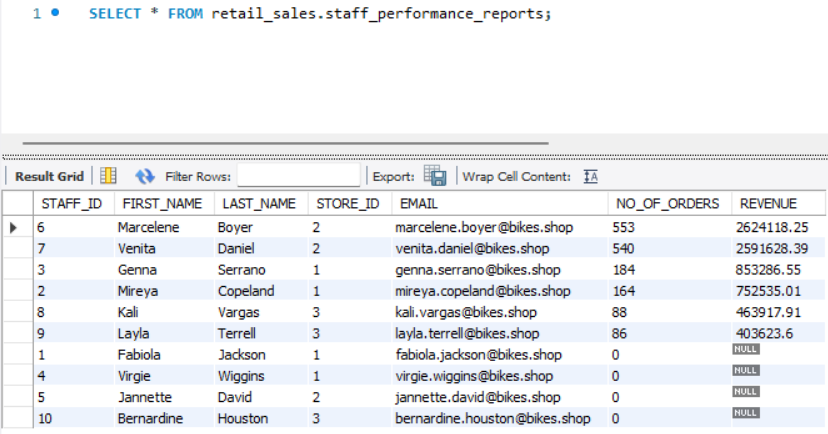 1 SELECT * FROM retail_sales.staff_performance_reports;
Result Grid Filter Rows: Export: Wrap Cell Content: IA
STAFF_ID FIRST_NAME LAST_NAME STORE_ID EMAIL NO_OF_ORDERS REVENUE
6 Marcelene Boyer 2 marcelene.boyer@bikes.shop 553 2624118.25
7 Venita Daniel 2 venita.daniel@bikes.shop 540 2591628.39
3 Genna Serrano 1 genna.serrano@bikes.shop 184 853286.55
2 Mireya Copeland 1 mireya.copeland@bikes.shop 164 752535.01
8 Kali Vargas 3 kali.vargas@bikes.shop 88 463917.91
9 Layla Terrell 3 layla.terrell@bikes.shop 86 403623.6
1 Fabiola Jackson 1 fabiola.jackson@bikes.shop 0 NULL
4 Virgie Wiggins 1 virgie.wiggins@bikes.shop 0 NULL
5 Jannette David 2 jannette.david@bikes.shop 0 NULL
10 Bernardine Houston 3 bernardine.houston@bikes.shop 0 NULL